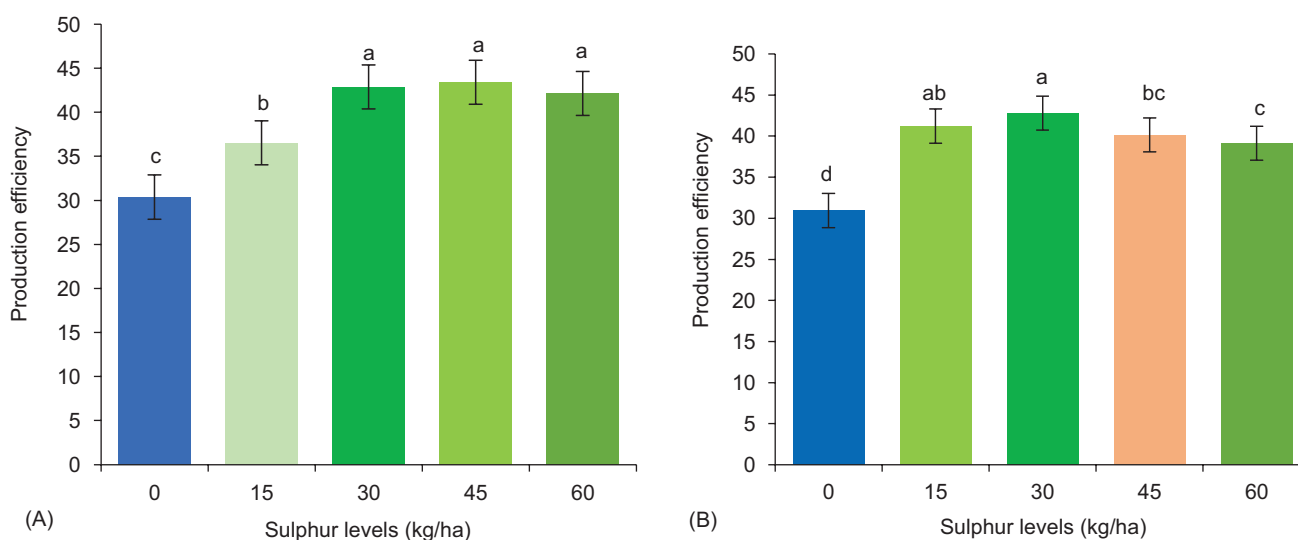 50
45
40
35
30
25
20
15
10
5
0
Production efficiency
c
b
a
a
a
0 15 30 45 60
Sulphur levels (kg/ha)
(A)
50
45
40
35
30
25
20
15
10
5
0
Production efficiency
d
ab
a
bc
c
0 15 30 45 60
Sulphur levels (kg/ha)
(B)